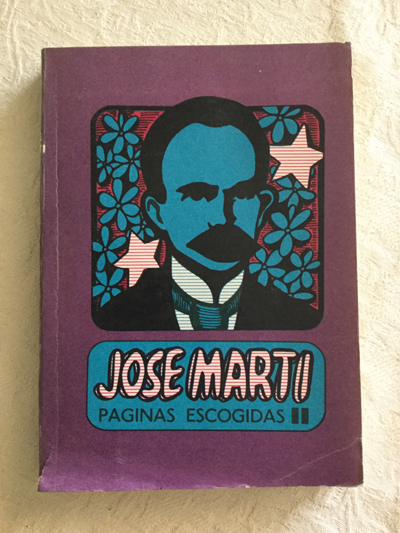 JOSE MARTI
PAGINAS ESCOGIDAS II